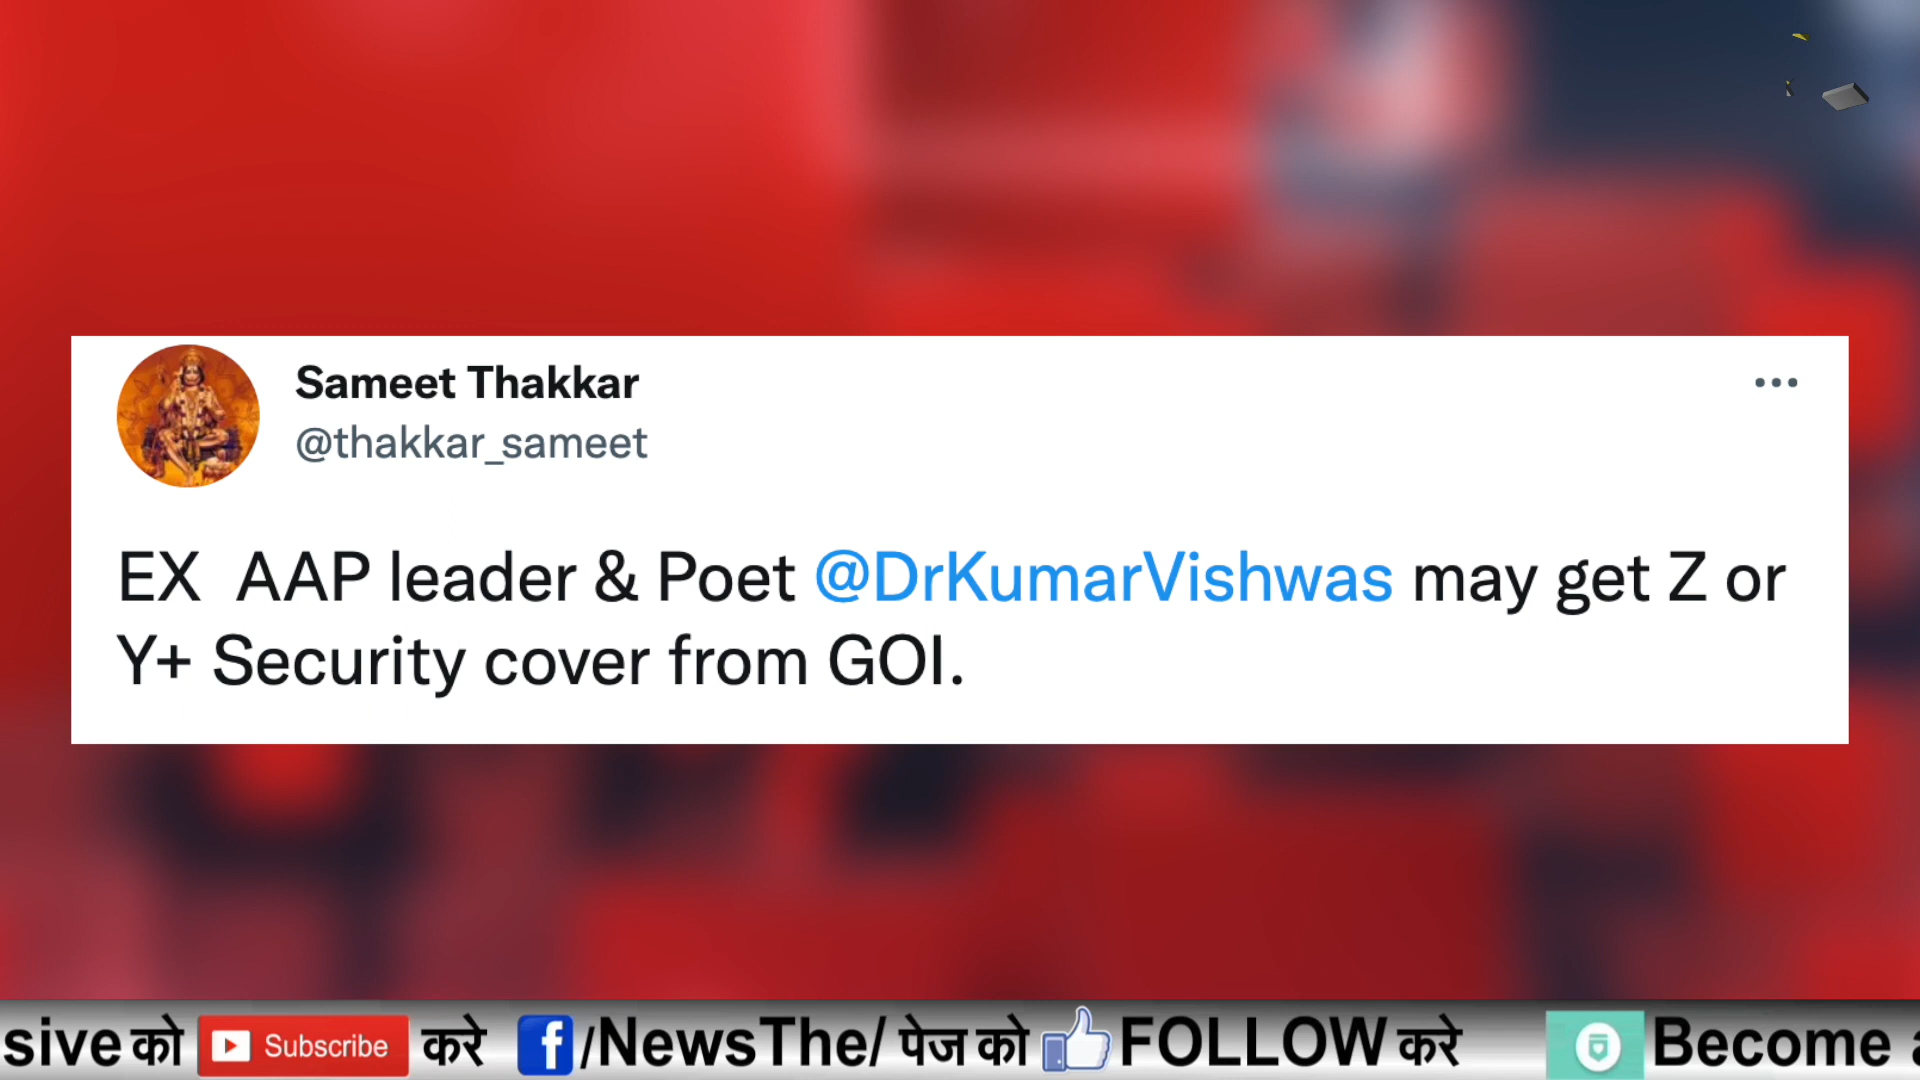 Sameet Thakkar
@thakkar_sameet
EX AAP leader & Poet @DrKumarVishwas may get Z or
Y+ Security cover from GOI.
sive को Subscribe करे f/NewsThe/ पेज को FOLLOW करे Become a